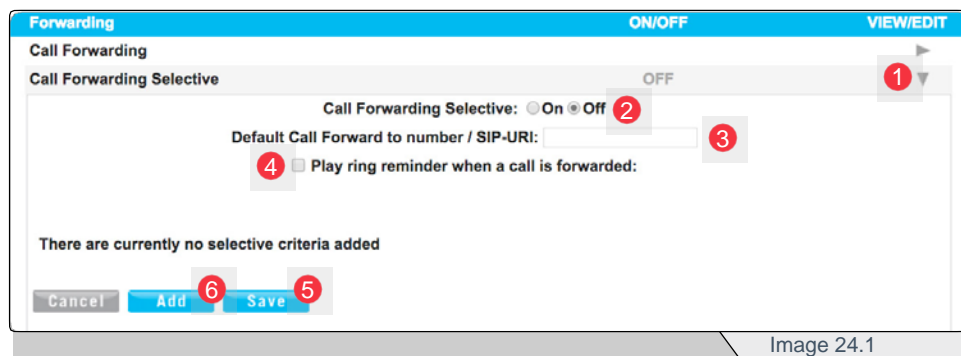 Forwarding ON/OFF VIEW/EDIT
Call Forwarding
Call Forwarding Selective OFF 1
Call Forwarding Selective: On Off 2
Default Call Forward to number / SIP-URI: 3
4 Play ring reminder when a call is forwarded:
There are currently no selective criteria added
Cancel Add 6 Save 5
Image 24.1